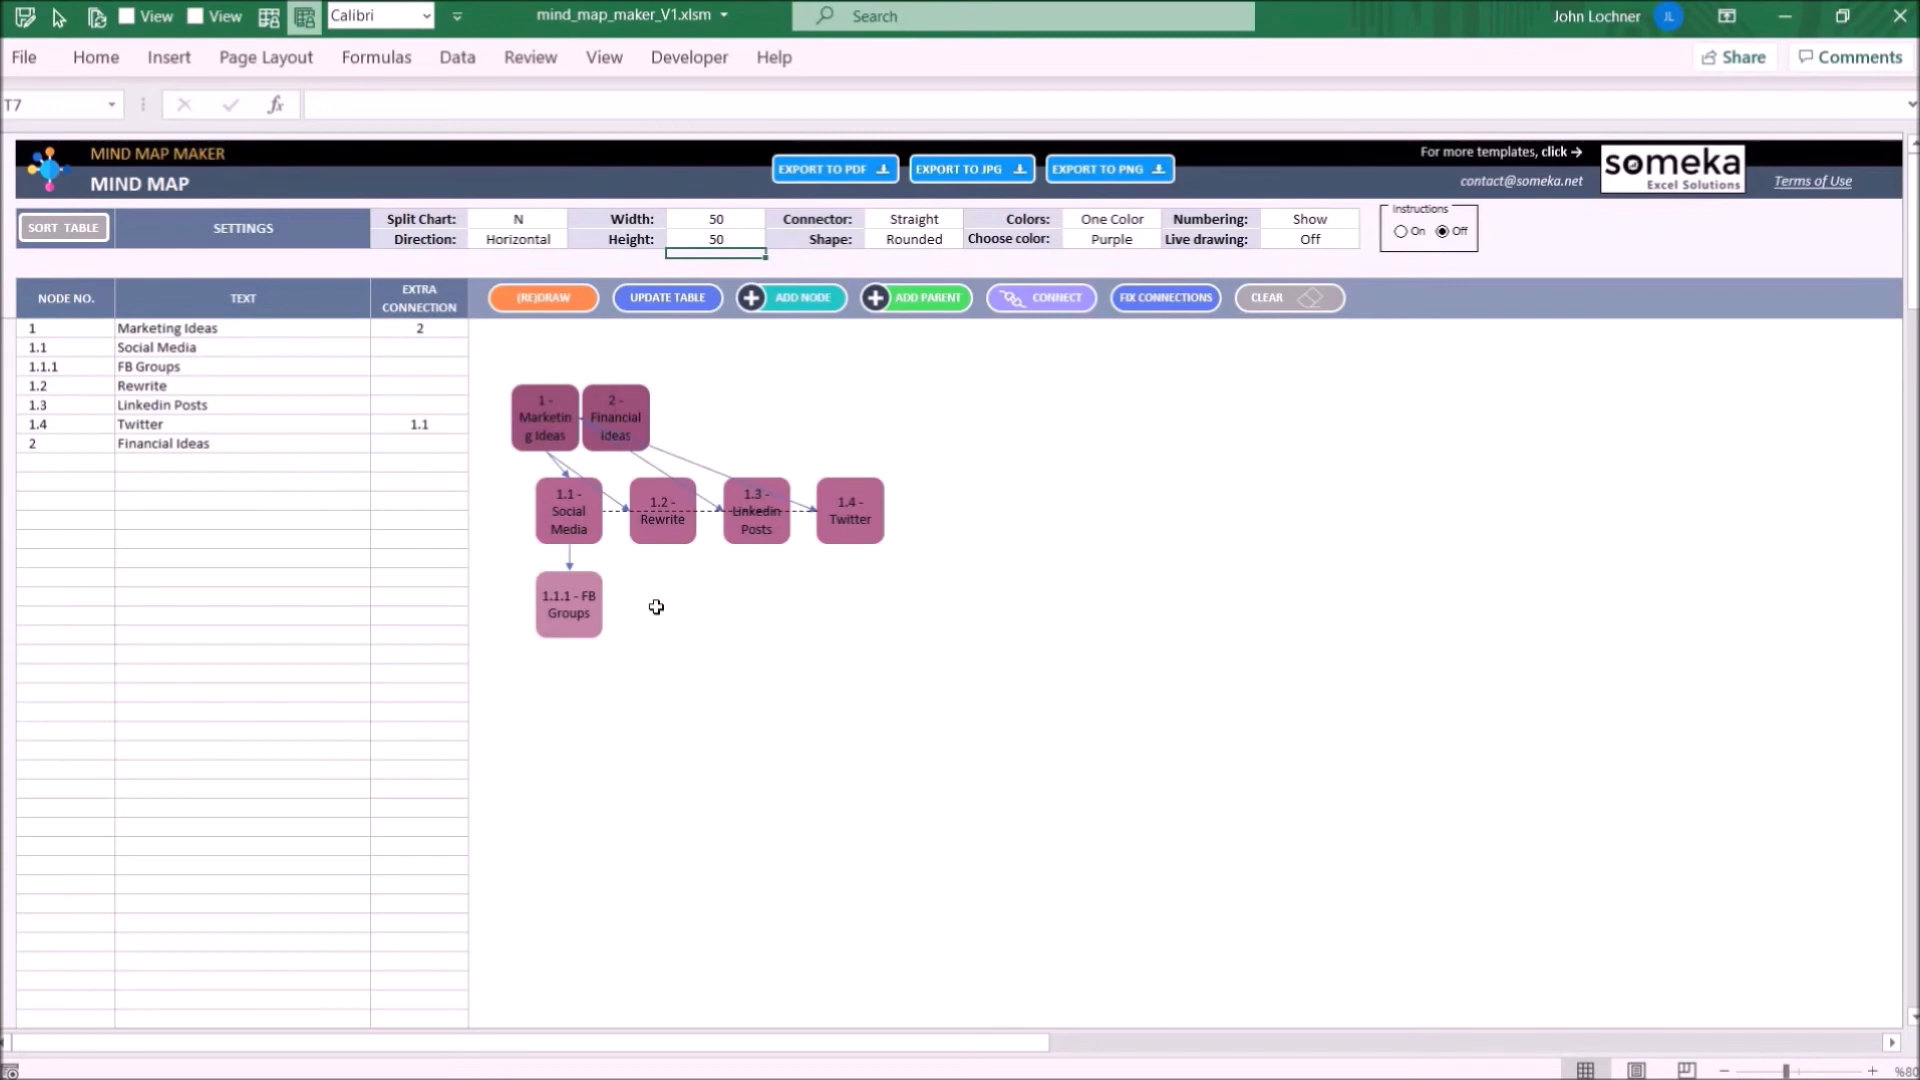 View View Calibri mind_map_maker_V1.xlsm Search John Lochner JL
File Home Insert Page Layout Formulas Data Review View Developer Help Share Comments
T7 fx
MIND MAP MAKER
MIND MAP
EXPORT TO PDF EXPORT TO JPG EXPORT TO PNG
For more templates, click →
contact@someka.net
someka
Excel Solutions
Terms of Use
SORT TABLE SETTINGS
Split Chart: N Width: 50 Connector: Straight Colors: One Color Numbering: Show
Direction: Horizontal Height: 50 Shape: Rounded Choose color: Purple Live drawing: Off
Instructions
On Off
NODE NO. TEXT EXTRA
CONNECTION
(RE)DRAW UPDATE TABLE ADD NODE ADD PARENT CONNECT FIX CONNECTIONS CLEAR
1 Marketing Ideas 2
1.1 Social Media
1.1.1 FB Groups
1.2 Rewrite
1.3 Linkedin Posts
1.4 Twitter 1.1
2 Financial Ideas
1 -
Marketin
g Ideas
2 -
Financial
Ideas
1.1 -
Social
Media
1.2 -
Rewrite
1.3 -
Linkedin
Posts
1.4 -
Twitter
1.1.1 - FB
Groups
%80